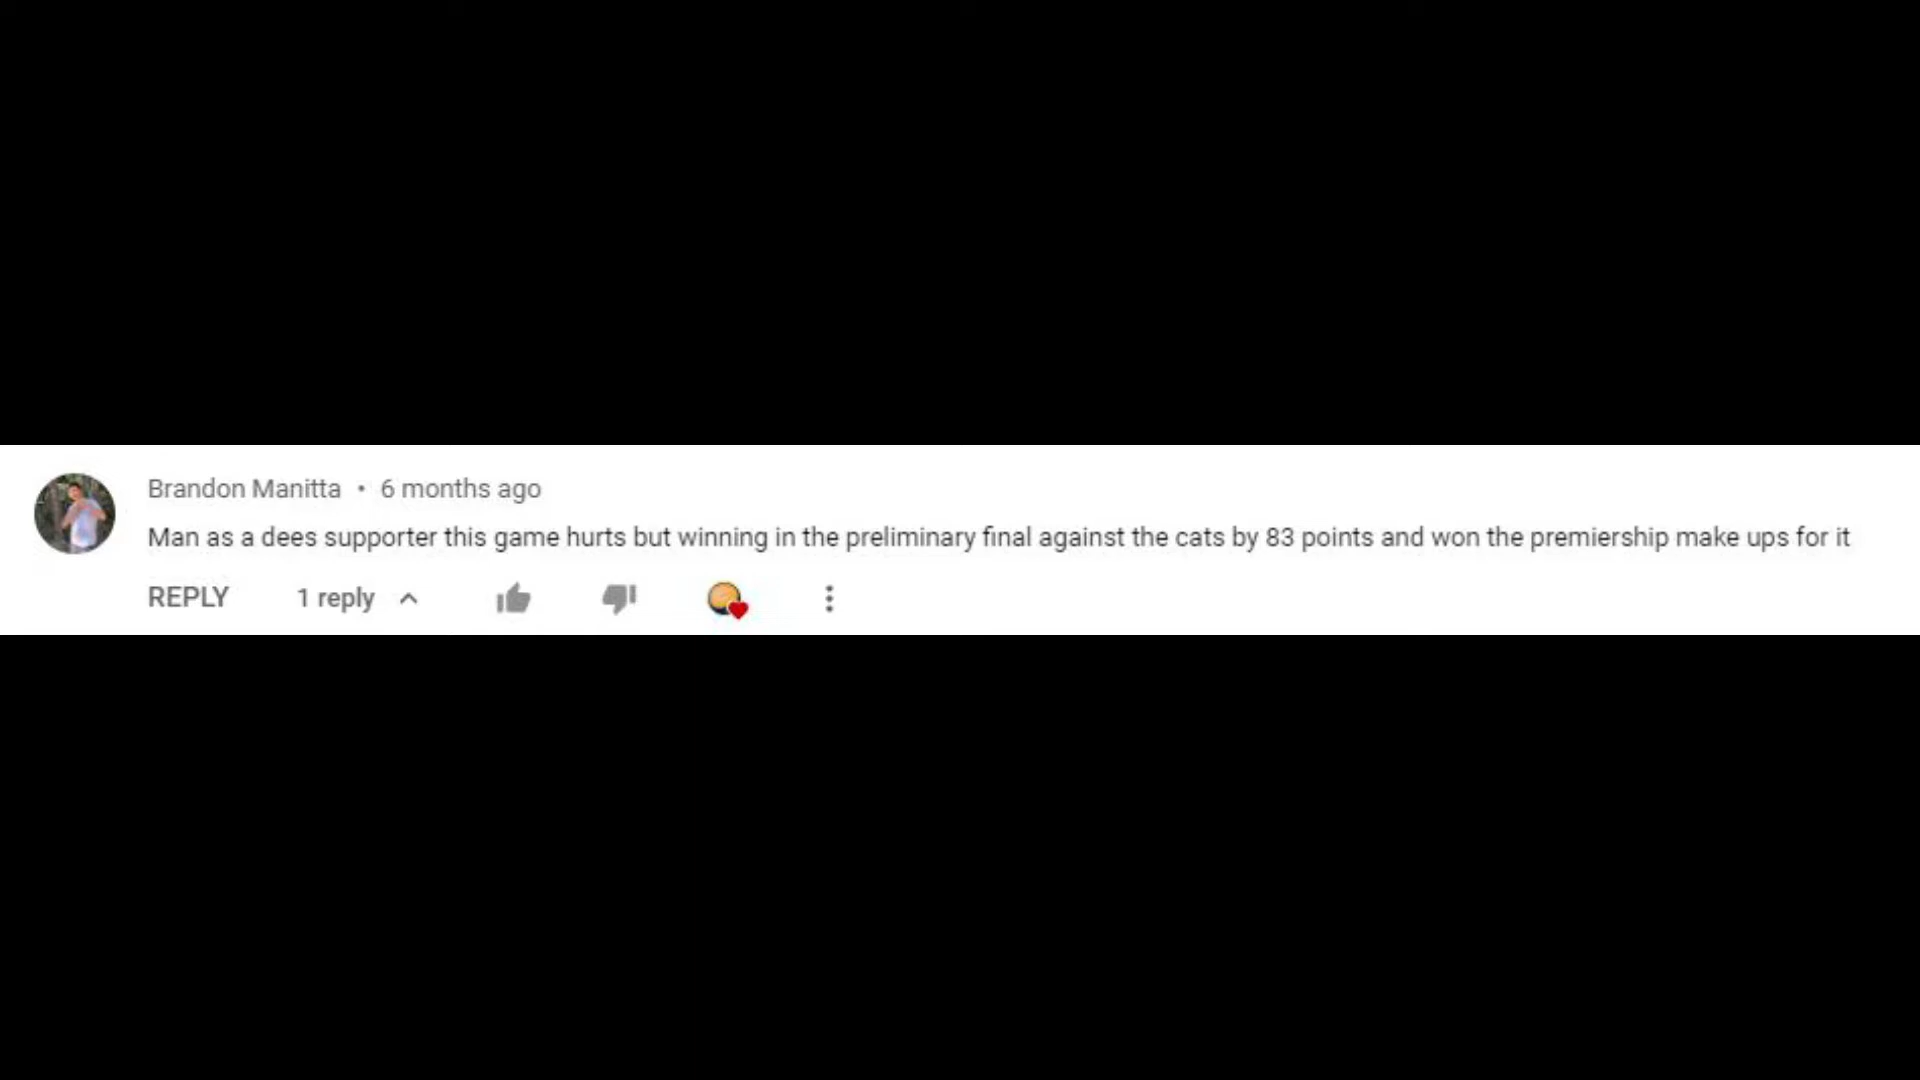 Brandon Manitta • 6 months ago
Man as a dees supporter this game hurts but winning in the preliminary final against the cats by 83 points and won the premiership make ups for it
REPLY 1 reply